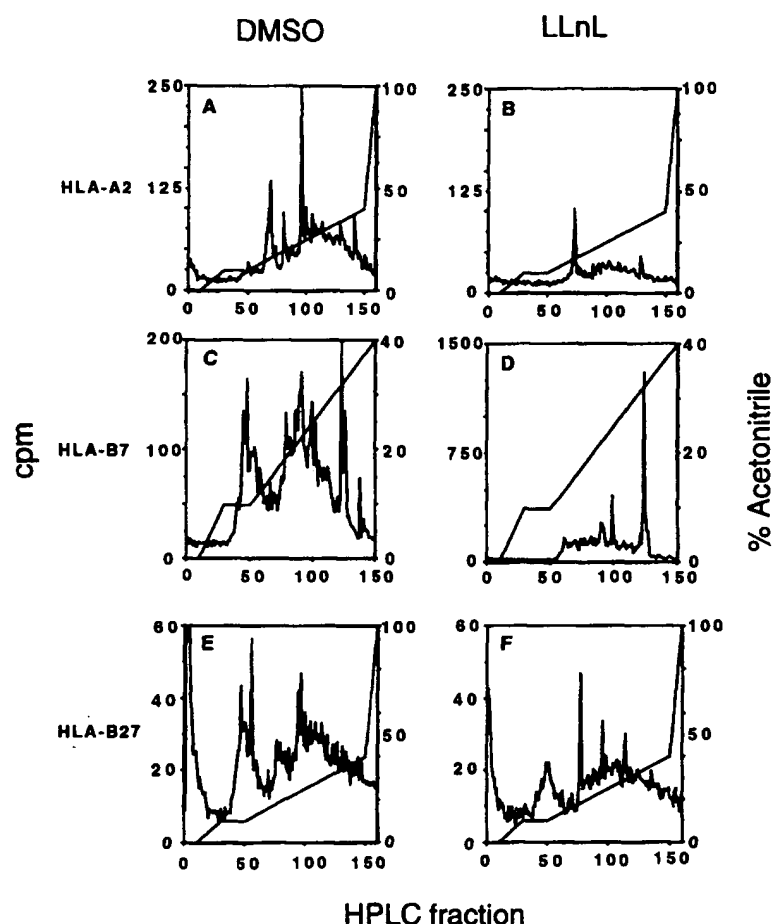 DMSO LLnL
250 A 100 250 B 100
HLA-A2 125 50 125 50
0 0 0 0
0 50 100 150 0 50 100 150
200 C 40 1500 D 40
cpm HLA-B7 100 20 750 20 % Acetonitrile
0 0 0 0
0 50 100 150 0 50 100 150
60 E 100 60 F 100
40 50 40 50
HLA-B27
20 20
0 0 0 0
0 50 100 150 0 50 100 150
HPLC fraction